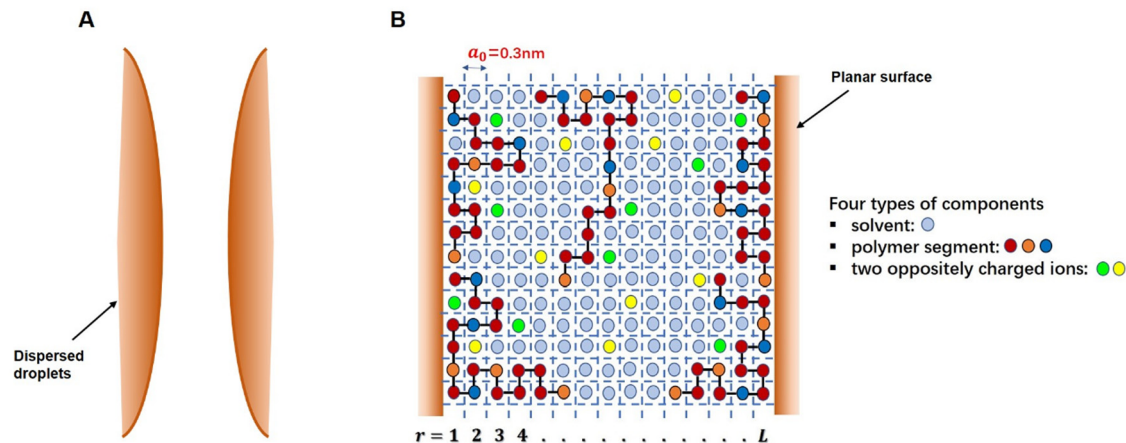 A
B
a₀=0.3nm
Planar surface
Four types of components
▪ solvent:
▪ polymer segment:
▪ two oppositely charged ions:
Dispersed
droplets
r = 1 2 3 4 . . . . . . . . . . L